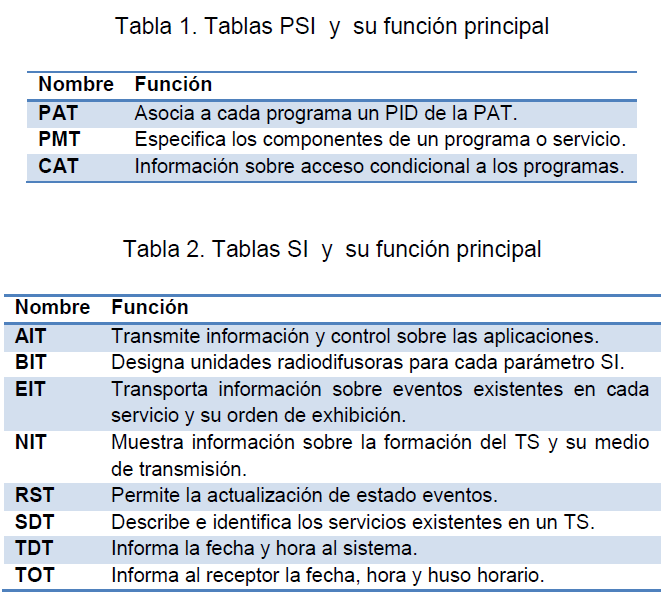 Tabla 1. Tablas PSI y su función principal
Nombre Función
PAT Asocia a cada programa un PID de la PAT.
PMT Especifica los componentes de un programa o servicio.
CAT Información sobre acceso condicional a los programas.
Tabla 2. Tablas SI y su función principal
Nombre Función
AIT Transmite información y control sobre las aplicaciones.
BIT Designa unidades radiodifusoras para cada parámetro SI.
EIT Transporta información sobre eventos existentes en cada
servicio y su orden de exhibición.
NIT Muestra información sobre la formación del TS y su medio
de transmisión.
RST Permite la actualización de estado eventos.
SDT Describe e identifica los servicios existentes en un TS.
TDT Informa la fecha y hora al sistema.
TOT Informa al receptor la fecha, hora y huso horario.